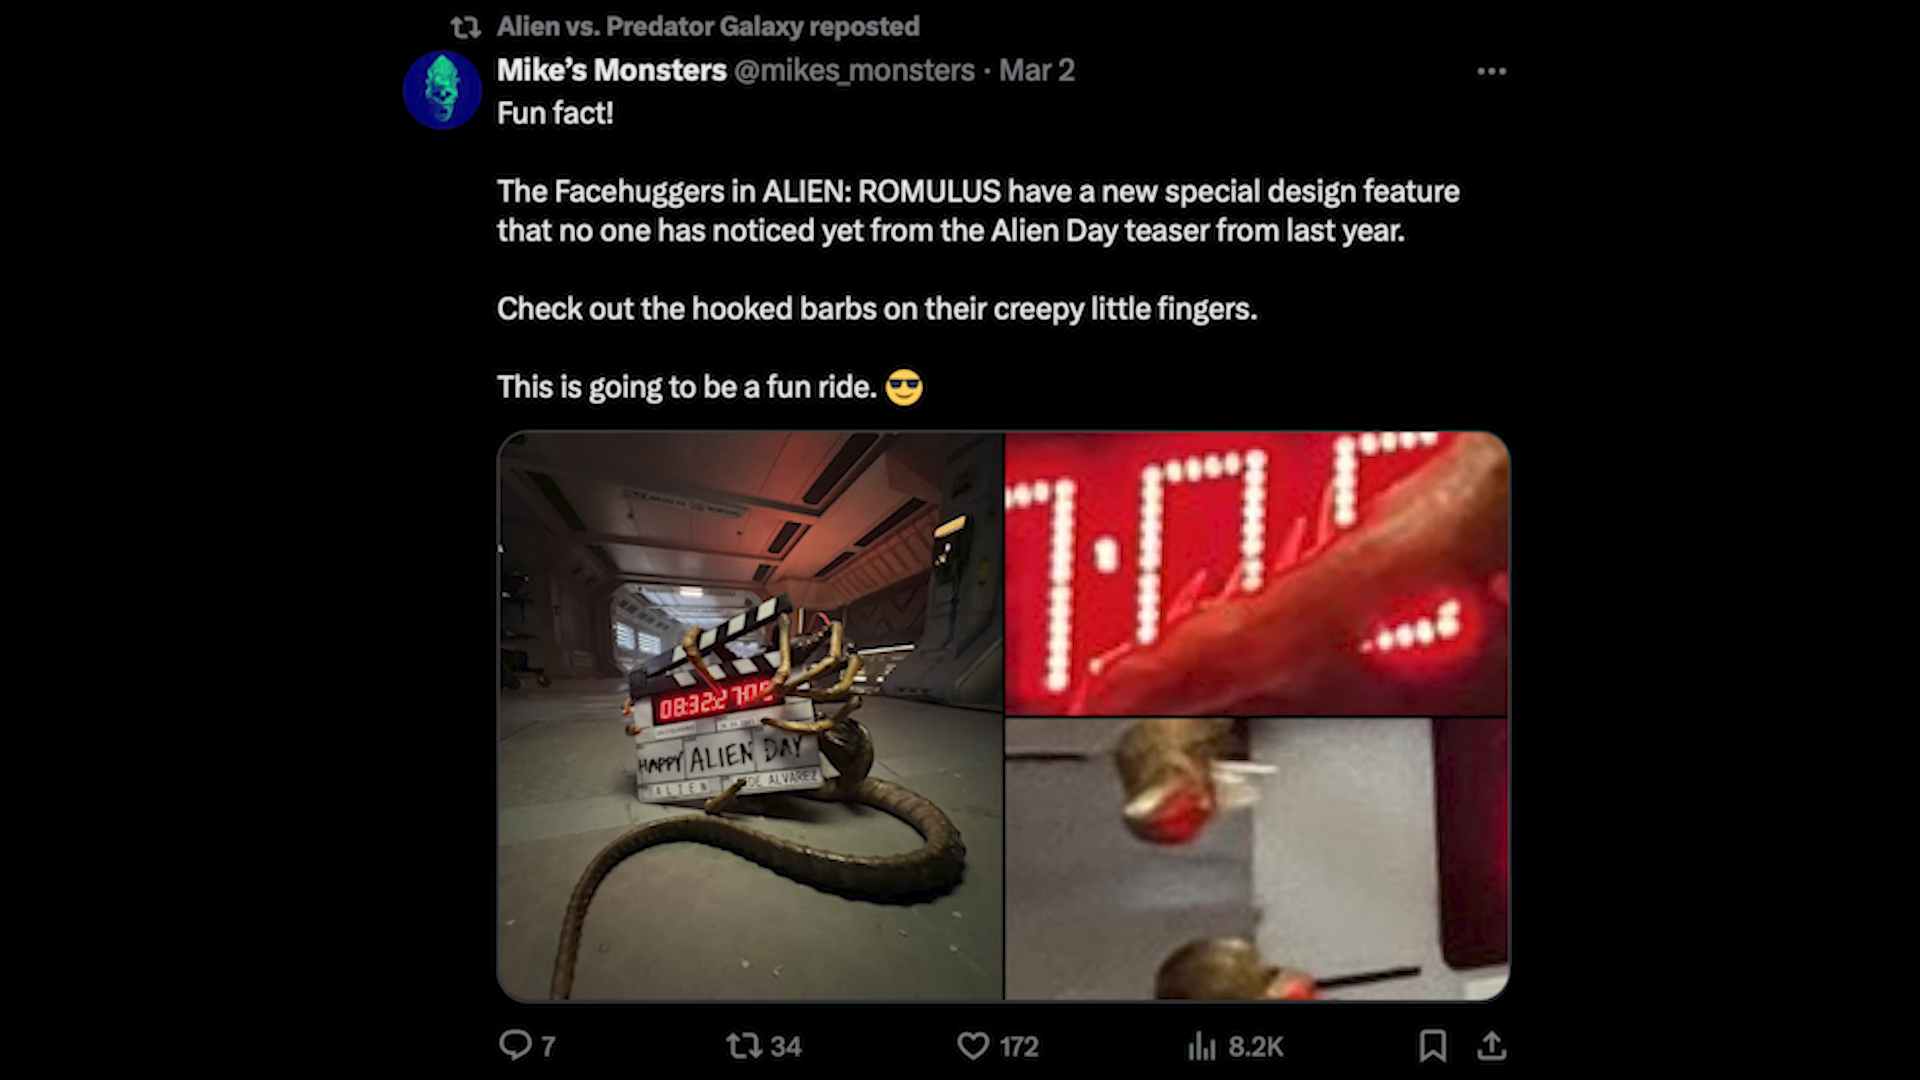 Alien vs. Predator Galaxy reposted
Mike’s Monsters @mikes_monsters · Mar 2
Fun fact!
The Facehuggers in ALIEN: ROMULUS have a new special design feature
that no one has noticed yet from the Alien Day teaser from last year.
Check out the hooked barbs on their creepy little fingers.
This is going to be a fun ride. 😎
HAPPY ALIEN DAY
ALIEN
DE ALVAREZ
7 34 172 8.2K